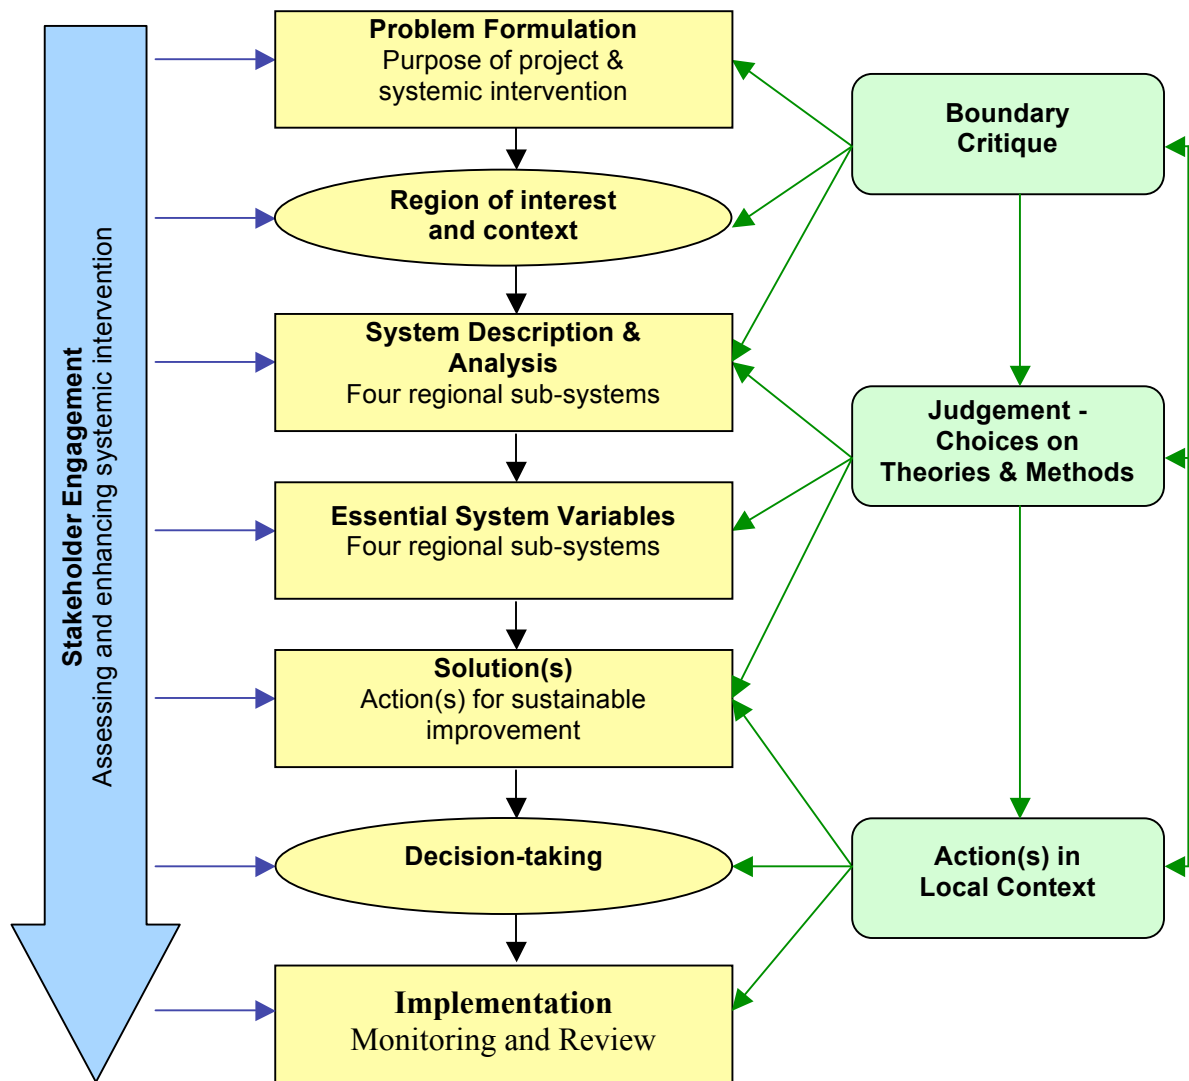 Stakeholder Engagement
Assessing and enhancing systemic intervention
Problem Formulation
Purpose of project &
systemic intervention
Region of interest
and context
System Description &
Analysis
Four regional sub-systems
Essential System Variables
Four regional sub-systems
Solution(s)
Action(s) for sustainable
improvement
Decision-taking
Implementation
Monitoring and Review
Boundary
Critique
Judgement -
Choices on
Theories & Methods
Action(s) in
Local Context